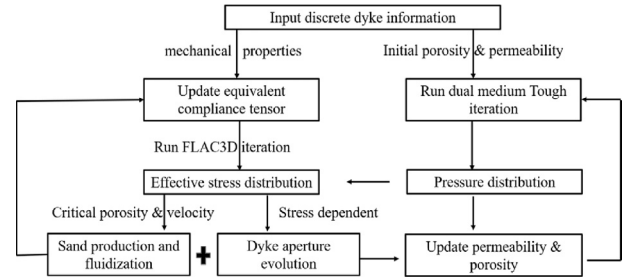 Input discrete dyke information
mechanical properties
Initial porosity & permeability
Update equivalent
compliance tensor
Run dual medium Tough
iteration
Run FLAC3D iteration
Effective stress distribution
Pressure distribution
Critical porosity & velocity
Stress dependent
Sand production and
fluidization
+
Dyke aperture
evolution
Update permeability &
porosity